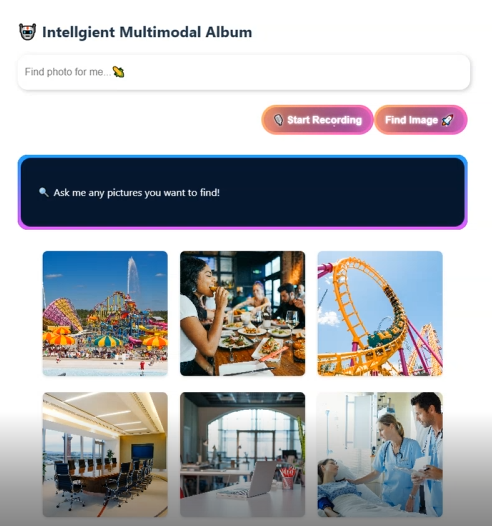 Intellgient Multimodal Album
Find photo for me...
Start Recording
Find Image
Ask me any pictures you want to find!